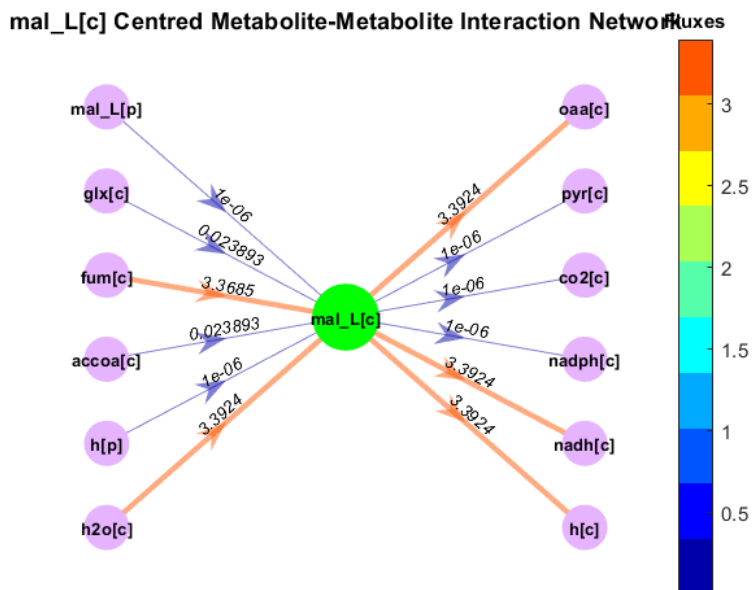 mal_L[c] Centred Metabolite-Metabolite Interaction Network
Fluxes
mal_L[p]
glx[c]
fum[c]
accoa[c]
h[p]
h2o[c]
1e-06
0.023893
3.3685
0.023893
1e-06
3.3924
mal_L[c]
3.3924
1e-06
1e-06
1e-06
3.3924
3.3924
oaa[c]
pyr[c]
co2[c]
nadph[c]
nadh[c]
h[c]
3
2.5
2
1.5
1
0.5